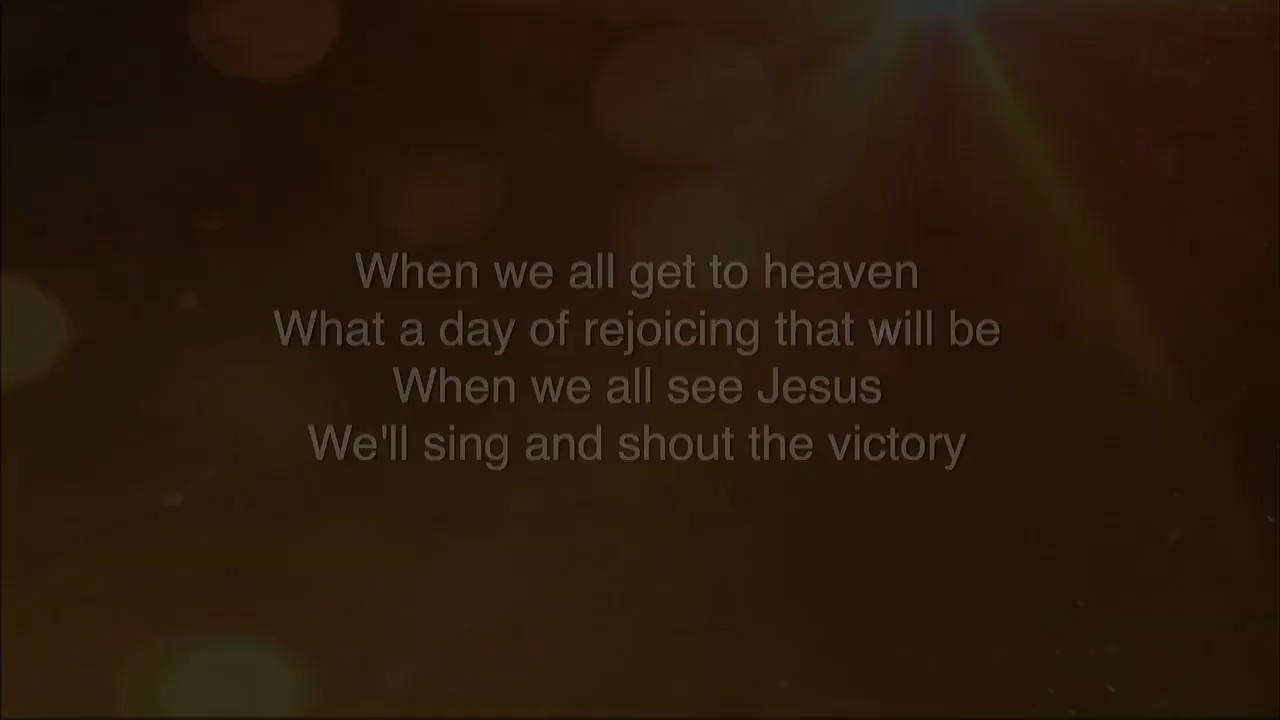 When we all get to heaven
What a day of rejoicing that will be
When we all see Jesus
We'll sing and shout the victory